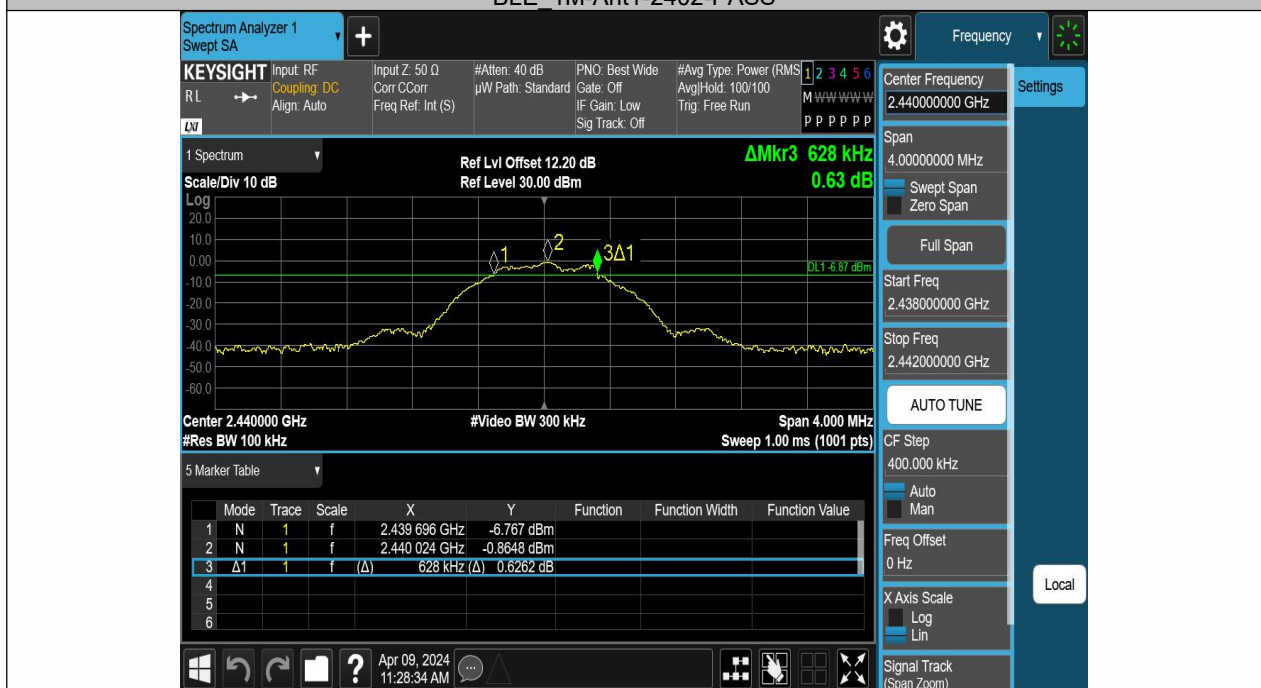 BLE_1M-Ant1-2402-PASS
Spectrum Analyzer 1
Swept SA
Frequency
KEYSIGHT
RL
LXI
Input: RF
Coupling: DC
Align: Auto
Input Z: 50 Ω
Corr CCorr
Freq Ref: Int (S)
#Atten: 40 dB
µW Path: Standard
PNO: Best Wide
Gate: Off
IF Gain: Low
Sig Track: Off
#Avg Type: Power (RMS
Avg|Hold: 100/100
Trig: Free Run
1 2 3 4 5 6
M W W W W W
P P P P P P
Center Frequency
2.440000000 GHz
Settings
Span
4.00000000 MHz
Swept Span
Zero Span
Full Span
Start Freq
2.438000000 GHz
Stop Freq
2.442000000 GHz
AUTO TUNE
CF Step
400.000 kHz
Auto
Man
Freq Offset
0 Hz
X Axis Scale
Log
Lin
Signal Track
(Span Zoom)
Local
1 Spectrum
Scale/Div 10 dB
Ref Lvl Offset 12.20 dB
Ref Level 30.00 dBm
ΔMkr3 628 kHz
0.63 dB
Log
20.0
10.0
0.00
-10.0
-20.0
-30.0
-40.0
-50.0
-60.0
1
2
3Δ1
DL1 -6.87 dBm
Center 2.440000 GHz
#Video BW 300 kHz
Span 4.000 MHz
#Res BW 100 kHz
Sweep 1.00 ms (1001 pts)
5 Marker Table
Mode Trace Scale X Y Function Function Width Function Value
1 N 1 f 2.439 696 GHz -6.767 dBm
2 N 1 f 2.440 024 GHz -0.8648 dBm
3 Δ1 1 f (Δ) 628 kHz (Δ) 0.6262 dB
4
5
6
Apr 09, 2024
11:28:34 AM